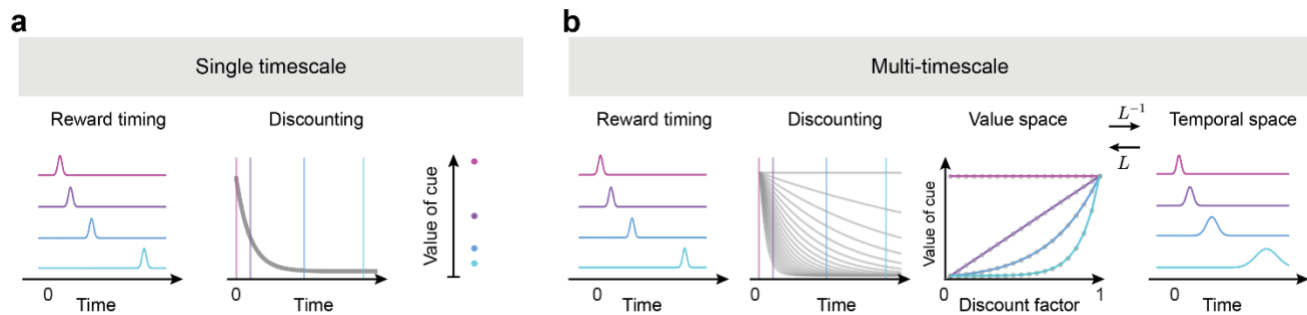 a
Single timescale
Reward timing
Discounting
Value of cue
0
Time
0
Time
b
Multi-timescale
Reward timing
Discounting
Value space
L⁻¹
L
Temporal space
Value of cue
0
Time
0
Time
0
Discount factor
1
0
Time